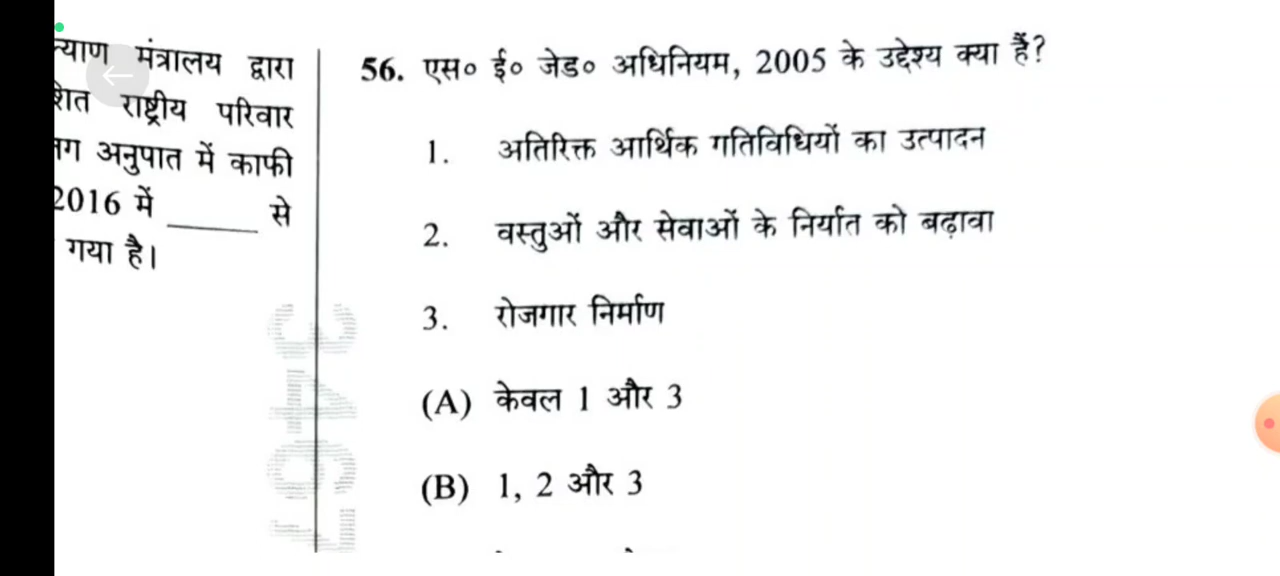 मंत्रालय द्वारा
राष्ट्रीय परिवार
अनुपात में काफी
2016 में ______ से
गया है।
56. एस० ई० जेड० अधिनियम, 2005 के उद्देश्य क्या हैं?
1. अतिरिक्त आर्थिक गतिविधियों का उत्पादन
2. वस्तुओं और सेवाओं के निर्यात को बढ़ावा
3. रोजगार निर्माण
(A) केवल 1 और 3
(B) 1, 2 और 3